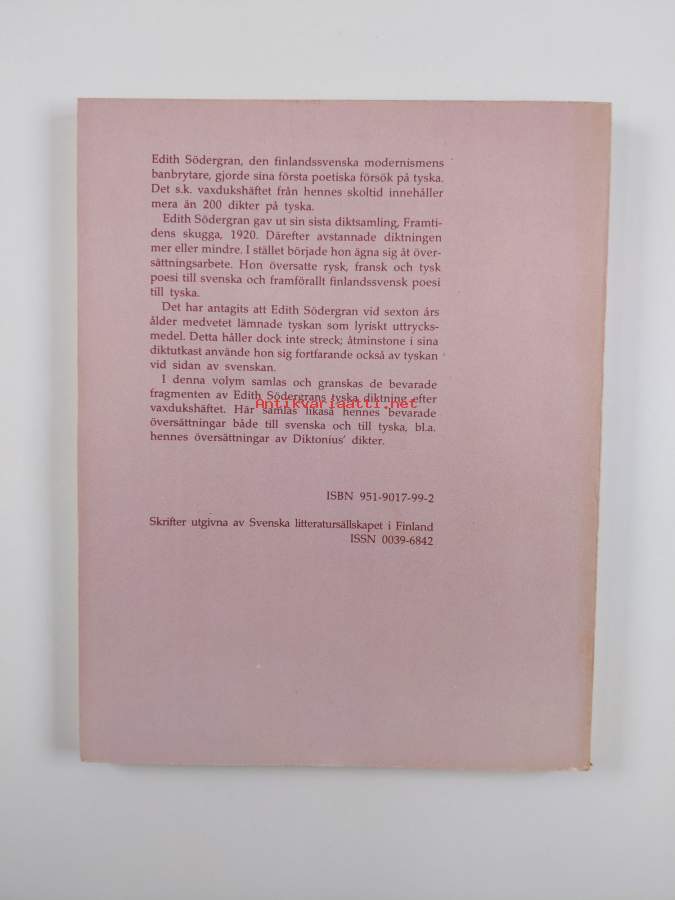 Edith Södergran, den finlandssvenska modernismens
banbrytare, gjorde sina första poetiska försök på tyska.
Det s.k. vaxdukshäftet från hennes skoltid innehåller
mera än 200 dikter på tyska.
Edith Södergran gav ut sin sista diktsamling, Framti-
dens skugga, 1920. Därefter avstannade diktningen
mer eller mindre. I stället började hon ägna sig åt över-
sättningsarbete. Hon översatte rysk, fransk och tysk
poesi till svenska och framförallt finlandssvensk poesi
till tyska.
Det har antagits att Edith Södergran vid sexton års
ålder medvetet lämnade tyskan som lyriskt uttrycks-
medel. Detta håller dock inte streck; åtminstone i sina
diktutkast använde hon sig fortfarande också av tyskan
vid sidan av svenskan.
I denna volym samlas och granskas de bevarade
fragmenten av Edith Södergrans tyska diktning efter
Antikvariaatti.net
vaxdukshäftet. Här samlas likaså hennes bevarade
översättningar både till svenska och till tyska, bl.a.
hennes översättningar av Diktonius' dikter.
ISBN 951-9017-99-2
Skrifter utgivna av Svenska litteratursällskapet i Finland
ISSN 0039-6842